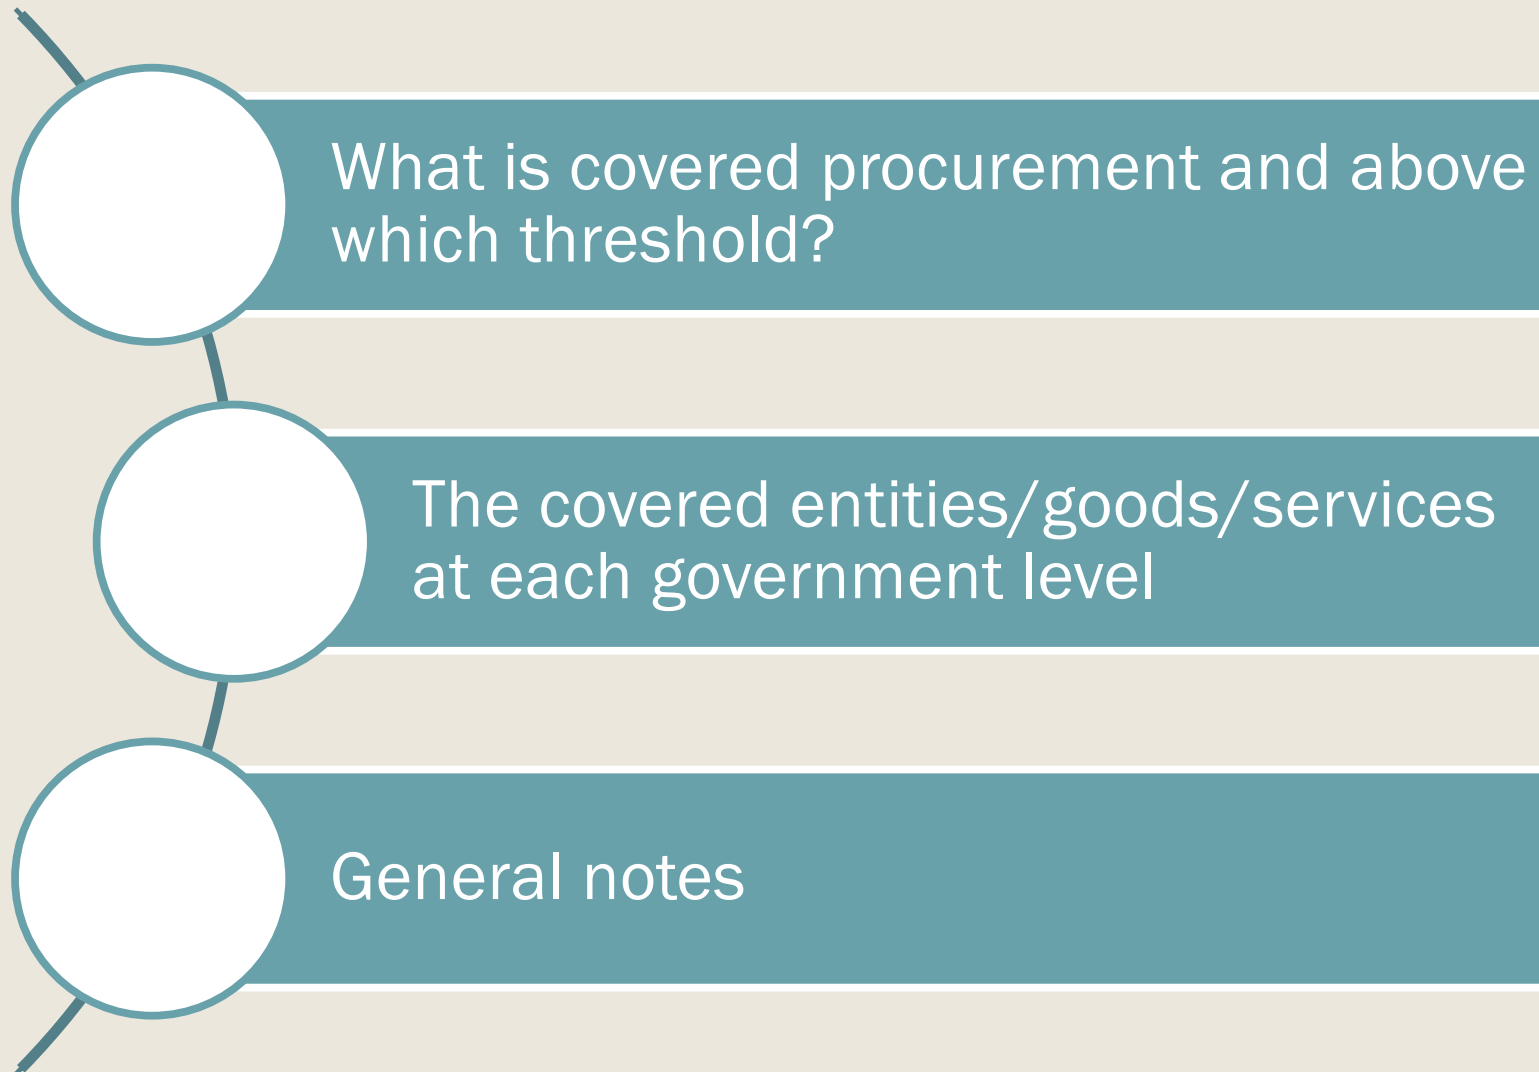 What is covered procurement and above
which threshold?
The covered entities/goods/services
at each government level
General notes